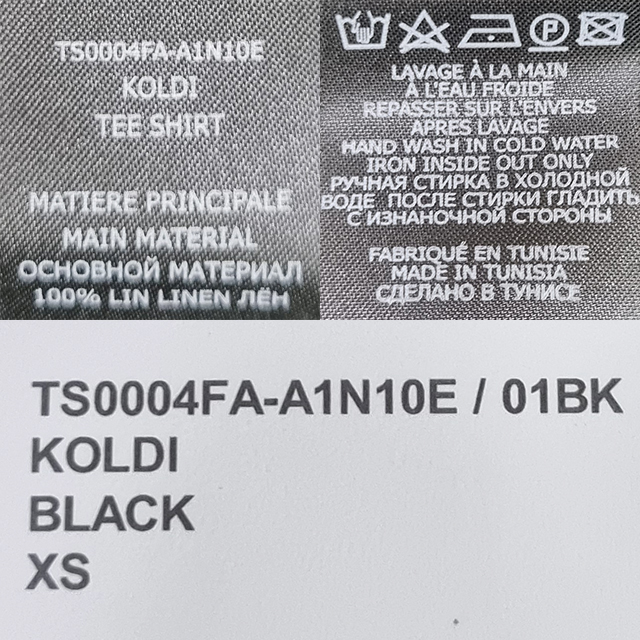 TS0004FA-A1N10E
KOLDI
TEE SHIRT
MATIERE PRINCIPALE
MAIN MATERIAL
ОСНОВНОЙ МАТЕРИАЛ
100% LIN LINEN ЛЁН
P
LAVAGE À LA MAIN
A L'EAU FROIDE
REPASSER SUR L'ENVERS
APRES LAVAGE
HAND WASH IN COLD WATER
IRON INSIDE OUT ONLY
РУЧНАЯ СТИРКА В ХОЛОДНОЙ
ВОДЕ ПОСЛЕ СТИРКИ ГЛАДИТЬ
С ИЗНАНОЧНОЙ СТОРОНЫ
FABRIQUÉ EN TUNISIE
MADE IN TUNISIA
СДЕЛАНО В ТУНИСЕ
TS0004FA-A1N10E / 01BK
KOLDI
BLACK
XS